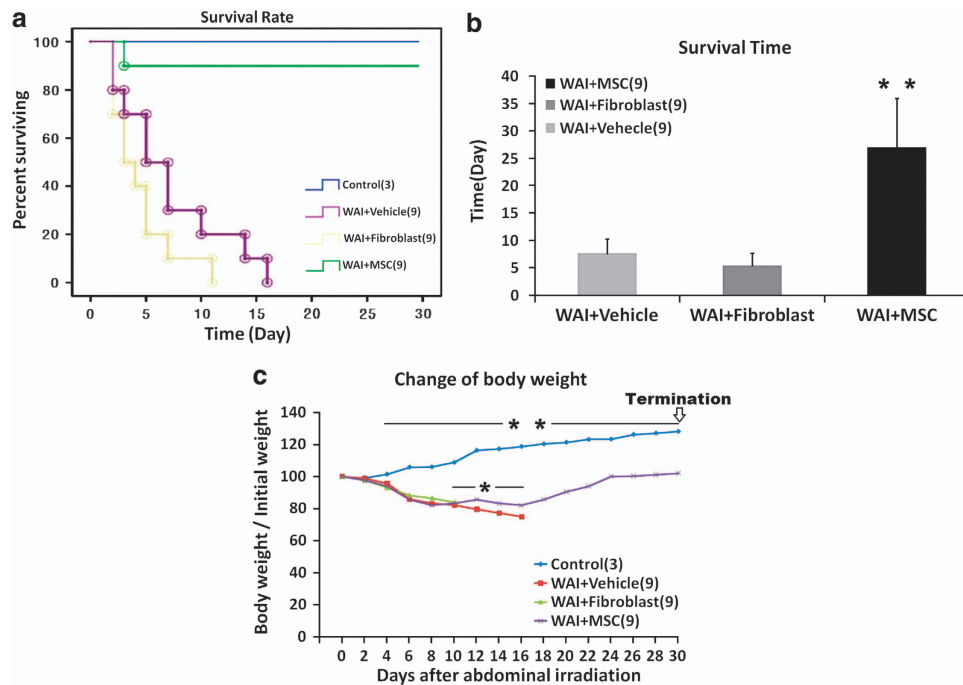 a
Survival Rate
100
80
60
40
20
0
Percent surviving
Control(3)
WAI+Vehicle(9)
WAI+Fibroblast(9)
WAI+MSC(9)
0 5 10 15 20 25 30
Time (Day)
b
Survival Time
40
35
30
25
20
15
10
5
0
Time(Day)
WAI+MSC(9)
WAI+Fibroblast(9)
WAI+Vehecle(9)
* *
WAI+Vehicle WAI+Fibroblast WAI+MSC
c
Change of body weight
Termination
140
120
100
80
60
40
20
0
Body weight / Initial weight
* *
*
Control(3)
WAI+Vehicle(9)
WAI+Fibroblast(9)
WAI+MSC(9)
0 2 4 6 8 10 12 14 16 18 20 22 24 26 28 30
Days after abdominal irradiation